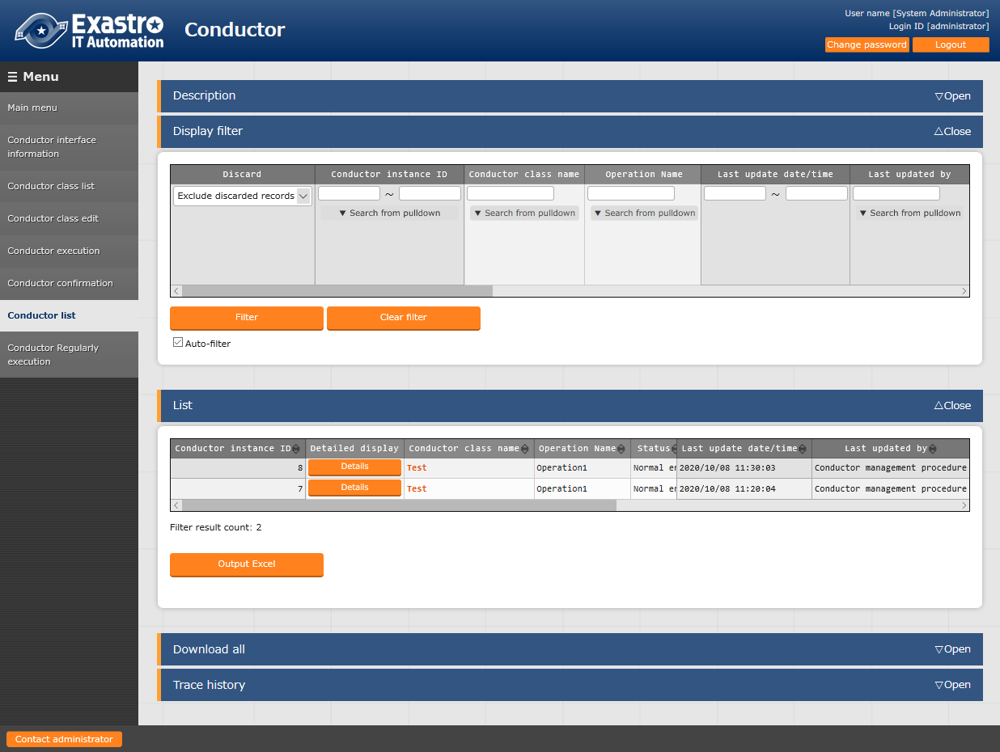 Exastro
IT Automation
Conductor
User name [System Administrator]
Login ID [administrator]
Change password
Logout
Menu
Main menu
Conductor interface
information
Conductor class list
Conductor class edit
Conductor execution
Conductor confirmation
Conductor list
Conductor Regularly
execution
Description
▽Open
Display filter
△Close
Discard Conductor instance ID Conductor class name Operation Name Last update date/time Last updated by
Exclude discarded records ~ ~
▼ Search from pulldown ▼ Search from pulldown ▼ Search from pulldown ▼ Search from pulldown
Filter
Clear filter
Auto-filter
List
△Close
Conductor instance ID Detailed display Conductor class name Operation Name Status Last update date/time Last updated by
8 Details Test Operation1 Normal 2020/10/08 11:30:03 Conductor management procedure
7 Details Test Operation1 Normal 2020/10/08 11:20:04 Conductor management procedure
Filter result count: 2
Output Excel
Download all
▽Open
Trace history
▽Open
Contact administrator